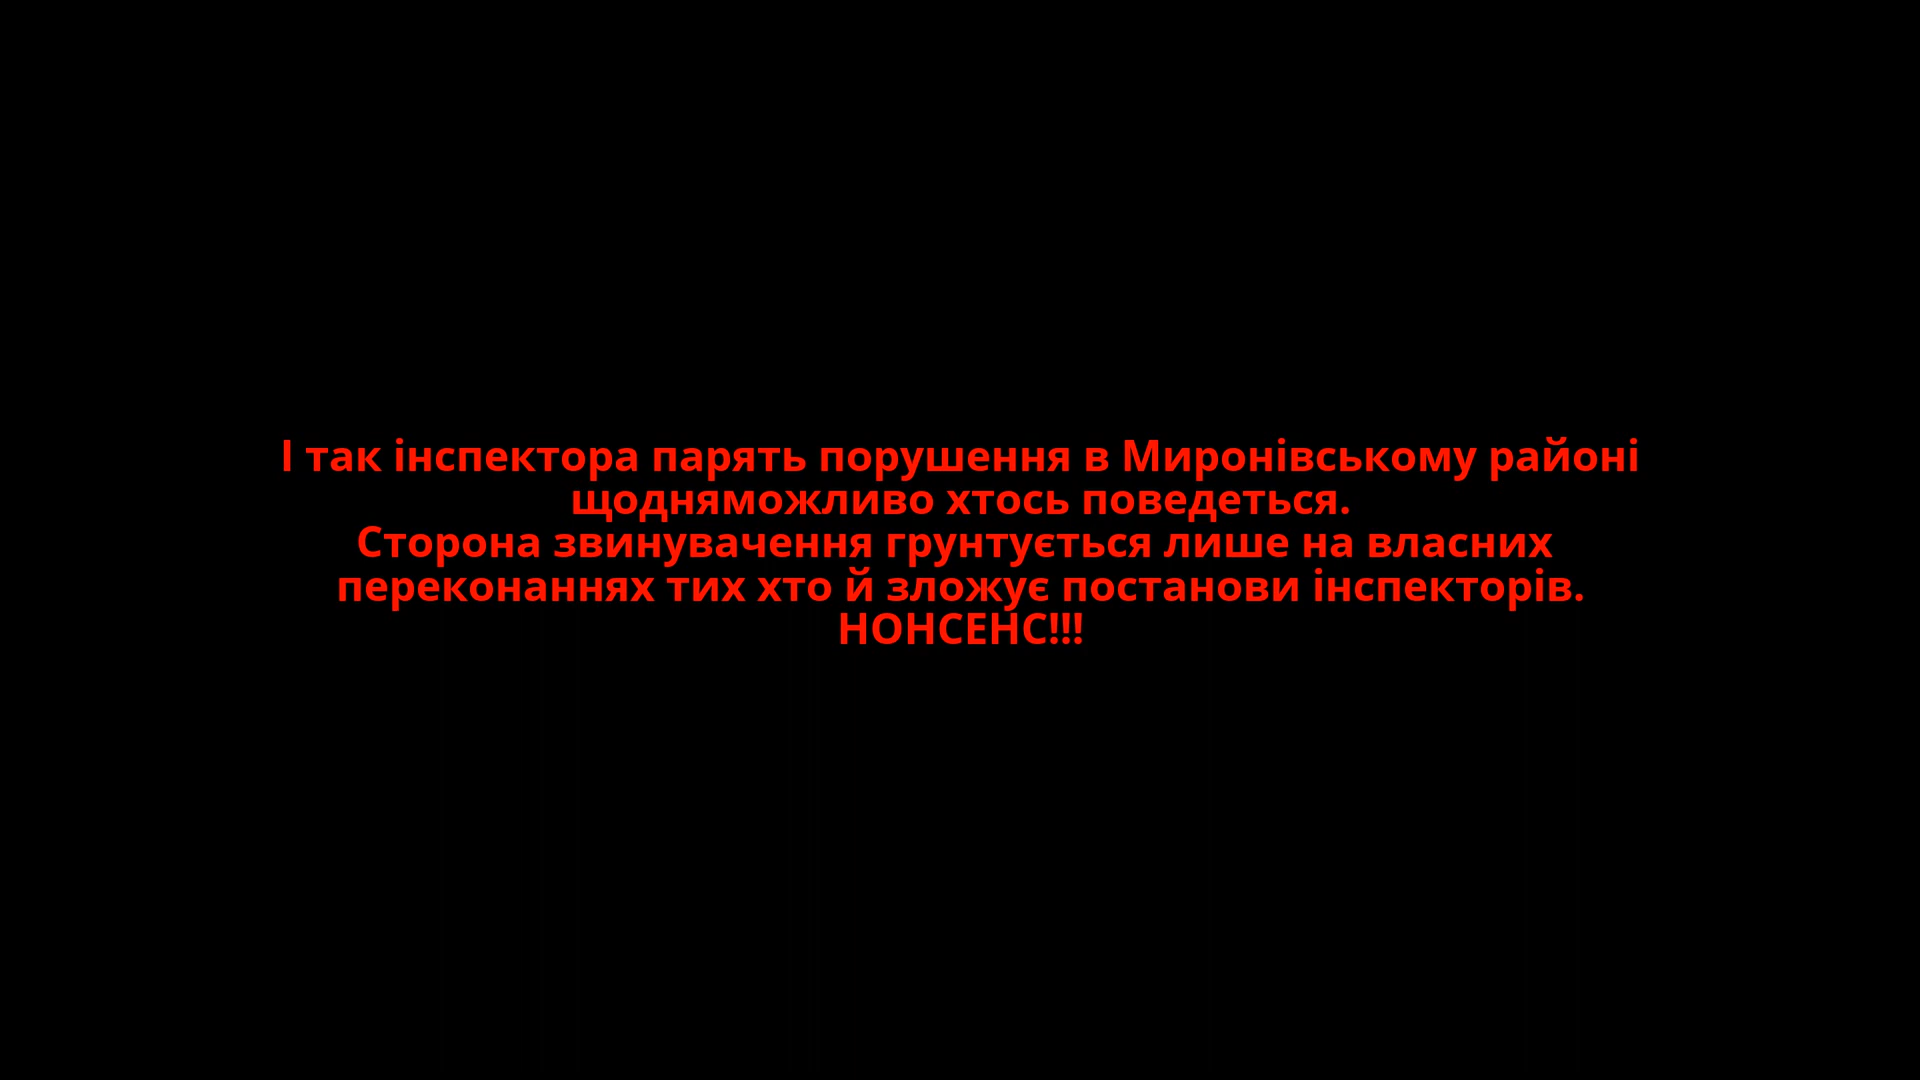 І так інспектора парять порушення в Миронівському районі
щодняможливо хтось поведеться.
Сторона звинувачення грунтується лише на власних
переконаннях тих хто й зложує постанови інспекторів.
НОНСЕНС!!!